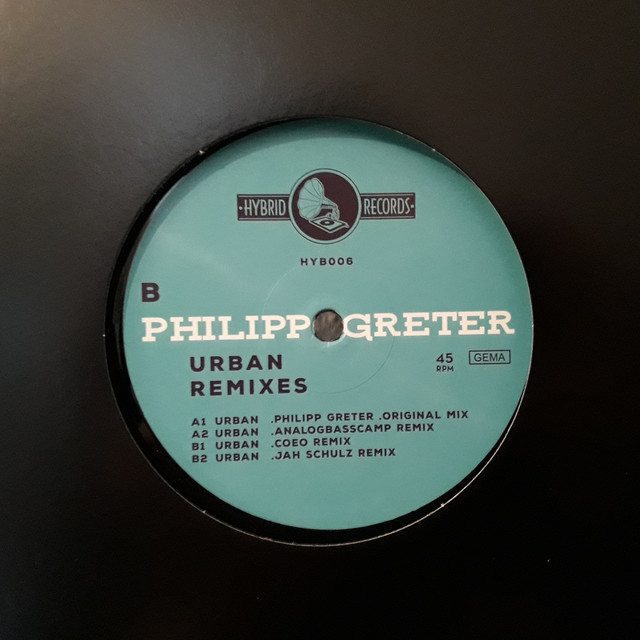 ·HYBRID RECORDS·
HYB006
B
PHILIPP GRETER
URBAN
REMIXES
45
RPM
GEMA
A1 URBAN .PHILIPP GRETER .ORIGINAL MIX
A2 URBAN .ANALOGBASSCAMP REMIX
B1 URBAN .COEO REMIX
B2 URBAN .JAH SCHULZ REMIX